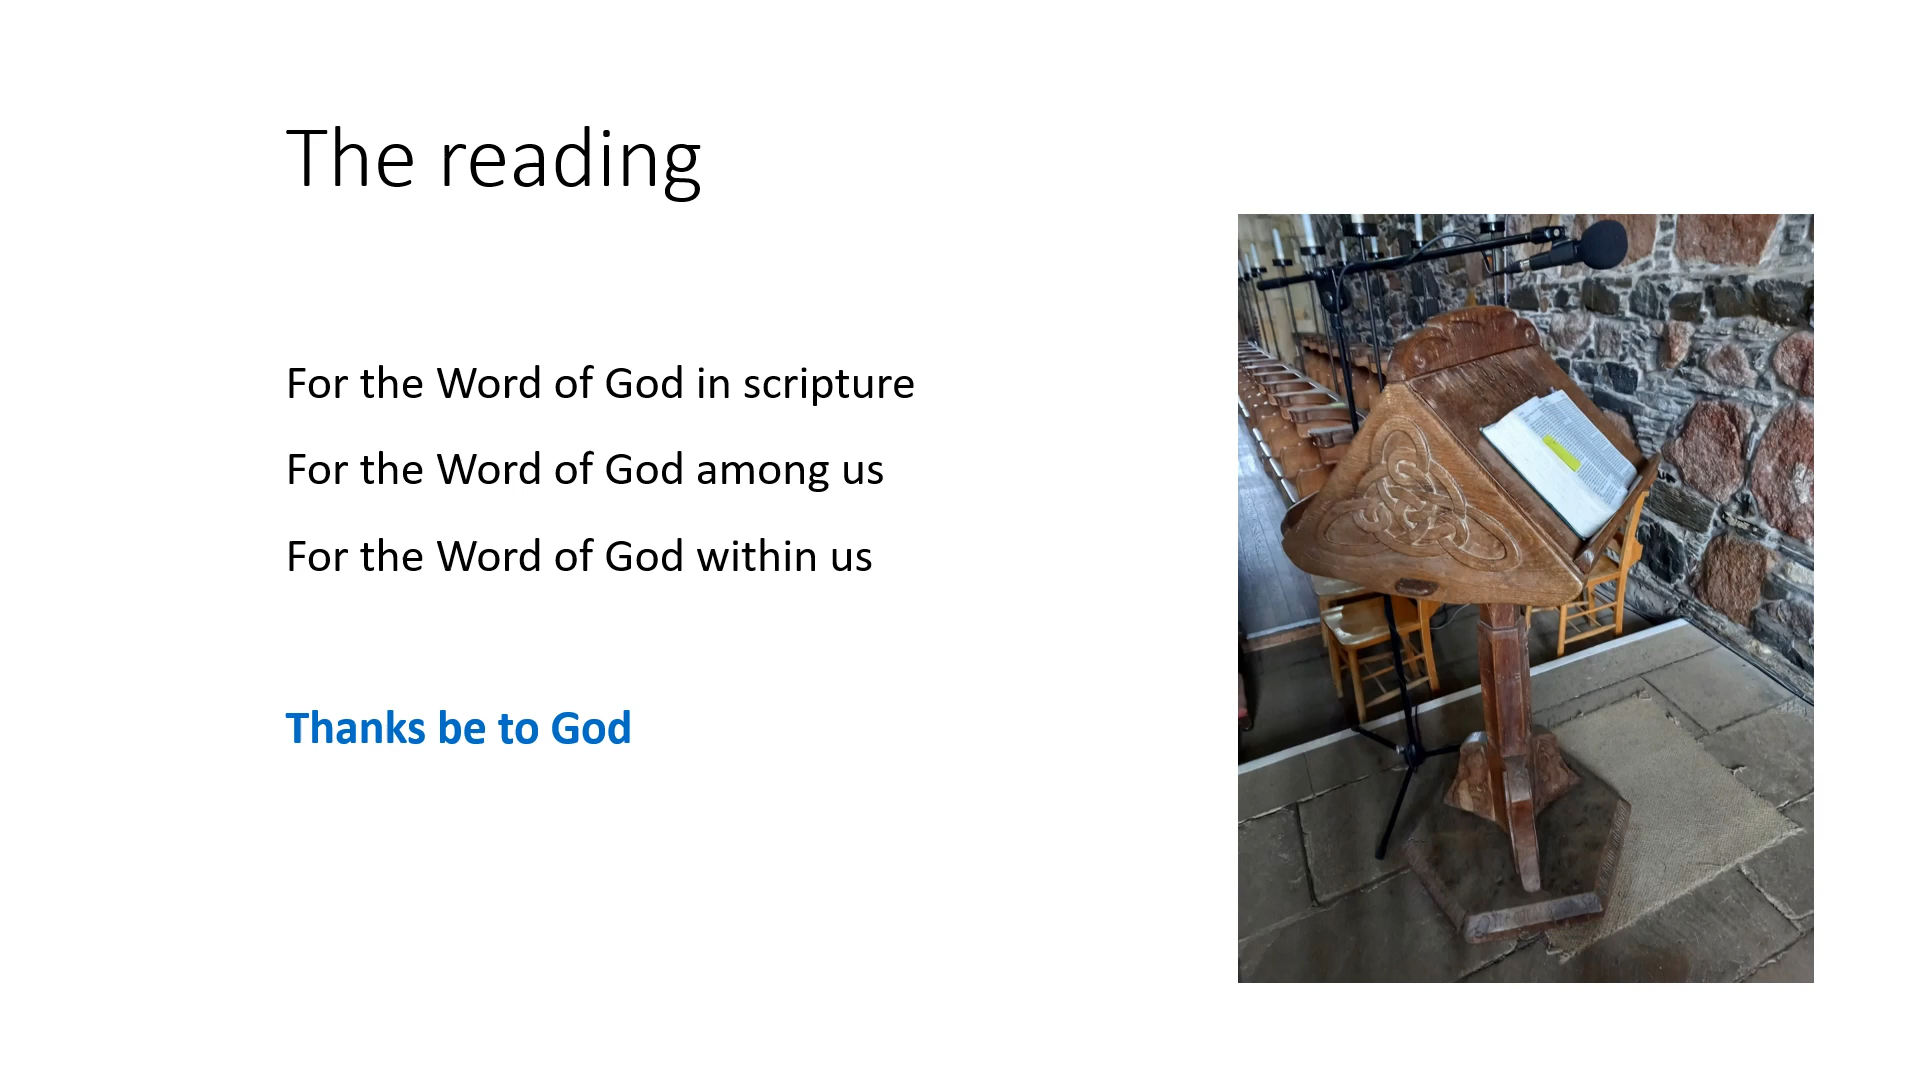 The reading
For the Word of God in scripture
For the Word of God among us
For the Word of God within us
Thanks be to God